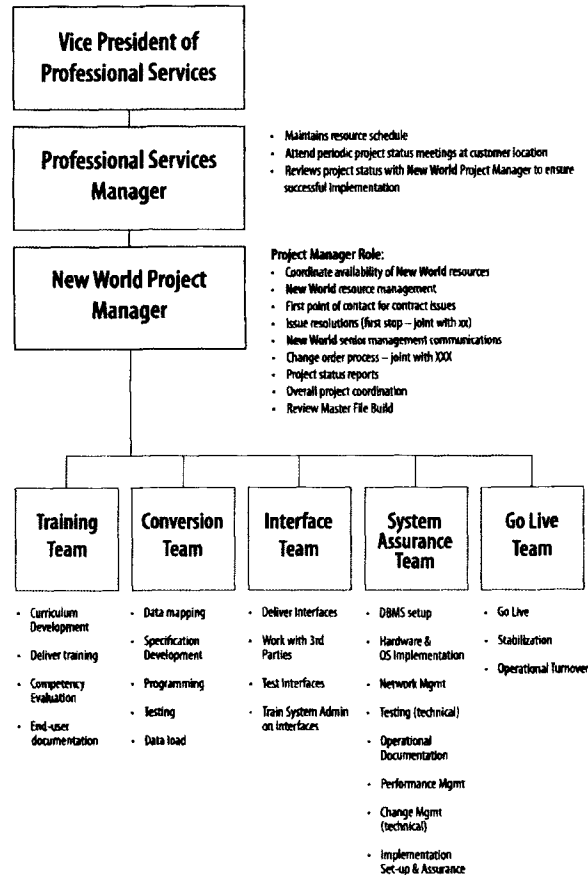 Vice President of
Professional Services
Professional Services
Manager
• Maintains resource schedule
• Attend periodic project status meetings at customer location
• Reviews project status with New World Project Manager to ensure
successful implementation
New World Project
Manager
Project Manager Role:
• Coordinate availability of New World resources
• New World resource management
• First point of contact for contract issues
• Issue resolutions (first stop – joint with xx)
• New World senior management communications
• Change order process – joint with XXX
• Project status reports
• Overall project coordination
• Review Master File Build
Training
Team
• Curriculum
Development
• Deliver training
• Competency
Evaluation
• End-user
documentation
Conversion
Team
• Data mapping
• Specification
Development
• Programming
• Testing
• Data load
Interface
Team
• Deliver Interfaces
• Work with 3rd
Parties
• Test Interfaces
• Train System Admin
on Interfaces
System
Assurance
Team
• DBMS setup
• Hardware &
OS Implementation
• Network Mgmt
• Testing (technical)
• Operational
Documentation
• Performance Mgmt
• Change Mgmt
(technical)
• Implementation
Set-up & Assurance
Go Live
Team
• Go Live
• Stabilization
• Operational Turnover